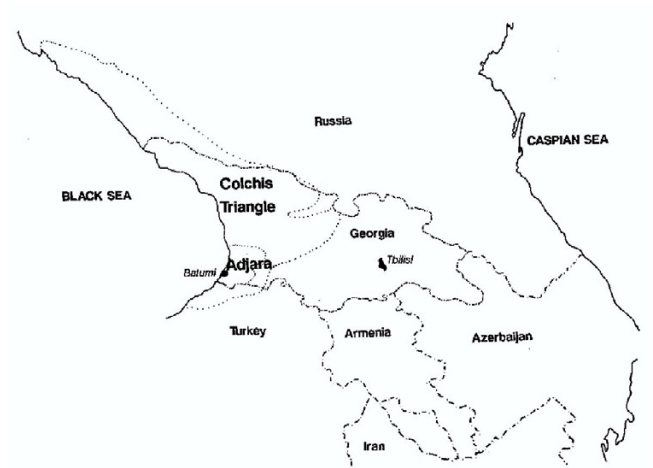 Russia
CASPIAN SEA
Colchis
Triangle
BLACK SEA
Georgia
Tbilisi
Adjara
Batumi
Turkey
Armenia
Azerbaijan
Iran